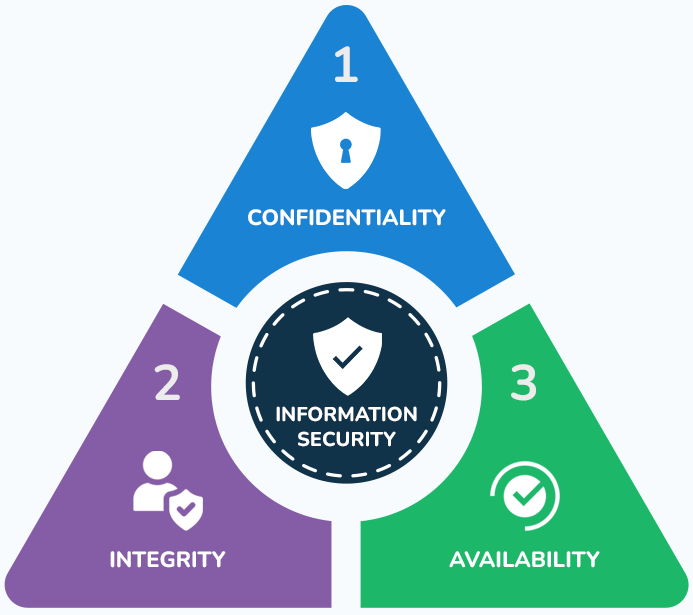 1
CONFIDENTIALITY
INFORMATION
SECURITY
2
INTEGRITY
3
AVAILABILITY